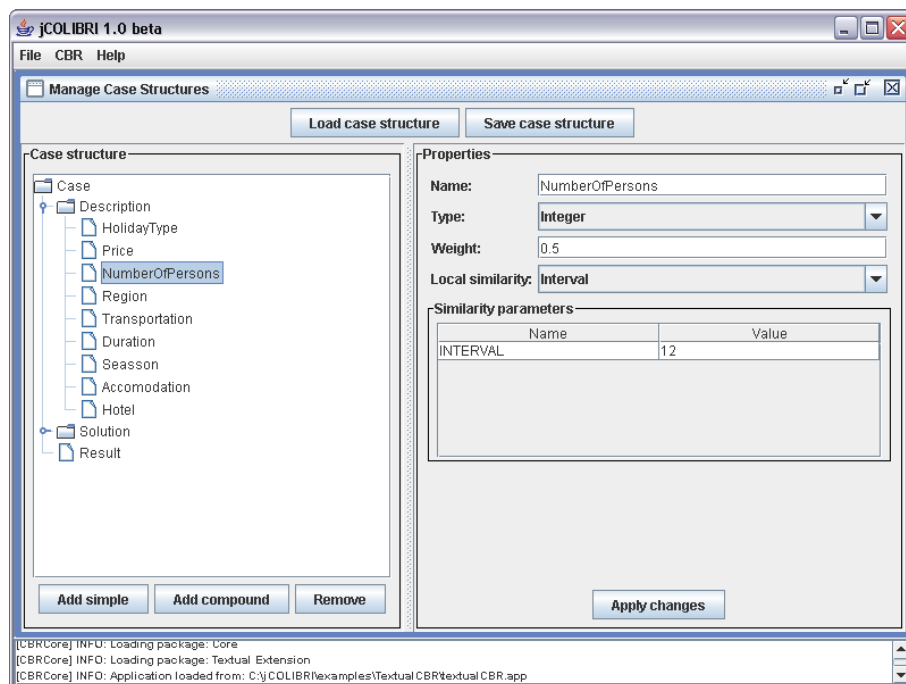 jCOLIBRI 1.0 beta
File CBR Help
Manage Case Structures
Load case structure Save case structure
Case structure
Case
Description
HolidayType
Price
NumberOfPersons
Region
Transportation
Duration
Seasson
Accomodation
Hotel
Solution
Result
Add simple Add compound Remove
Properties
Name: NumberOfPersons
Type: Integer
Weight: 0.5
Local similarity: Interval
Similarity parameters
Name Value
INTERVAL 12
Apply changes
[CBRCore] INFO: Loading package: Core
[CBRCore] INFO: Loading package: Textual Extension
[CBRCore] INFO: Application loaded from: C:\jCOLIBRI\examples\TextualCBR\textualCBR.app